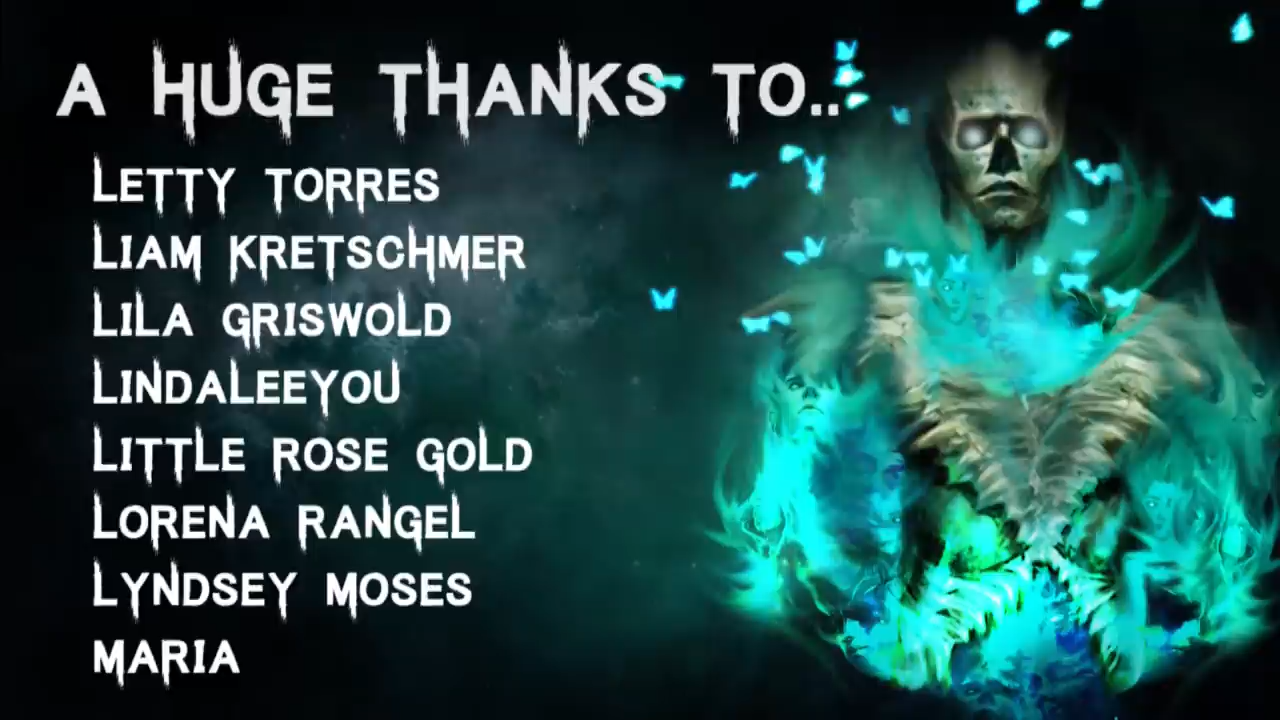 A HUGE THANKS TO..
LETTY TORRES
LIAM KRETSCHMER
LILA GRISWOLD
LINDALEEYOU
LITTLE ROSE GOLD
LORENA RANGEL
LYNDSEY MOSES
MARIA